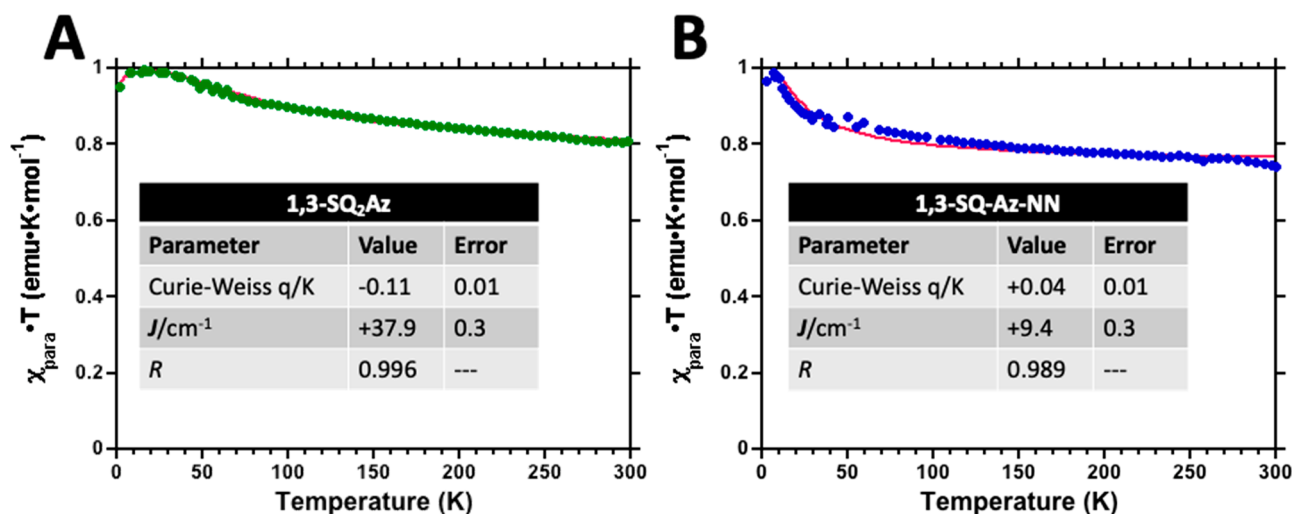 A
B
1
0.8
0.6
0.4
0.2
0
χpara •T (emu•K•mol-1)
1,3-SQ₂Az
Parameter Value Error
Curie-Weiss q/K -0.11 0.01
J/cm-1 +37.9 0.3
R 0.996 ---
0 50 100 150 200 250 300
Temperature (K)
1
0.8
0.6
0.4
0.2
0
χpara •T (emu•K•mol-1)
1,3-SQ-Az-NN
Parameter Value Error
Curie-Weiss q/K +0.04 0.01
J/cm-1 +9.4 0.3
R 0.989 ---
0 50 100 150 200 250 300
Temperature (K)